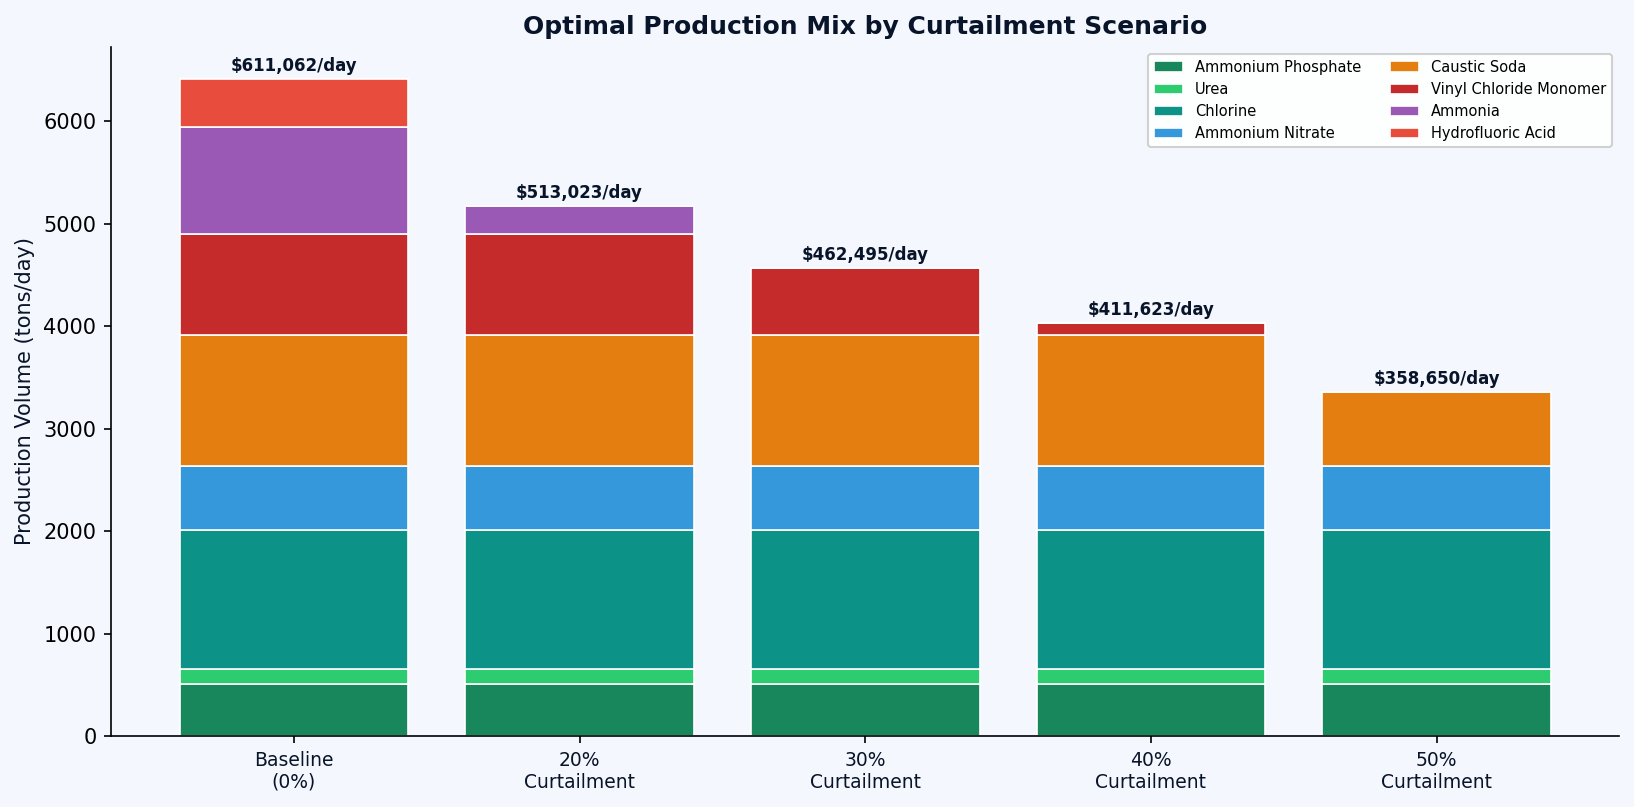 Optimal Production Mix by Curtailment Scenario
$611,062/day
$513,023/day
$462,495/day
$411,623/day
$358,650/day
Ammonium Phosphate
Urea
Chlorine
Ammonium Nitrate
Caustic Soda
Vinyl Chloride Monomer
Ammonia
Hydrofluoric Acid
Production Volume (tons/day)
6000
5000
4000
3000
2000
1000
0
Baseline
(0%)
20%
Curtailment
30%
Curtailment
40%
Curtailment
50%
Curtailment